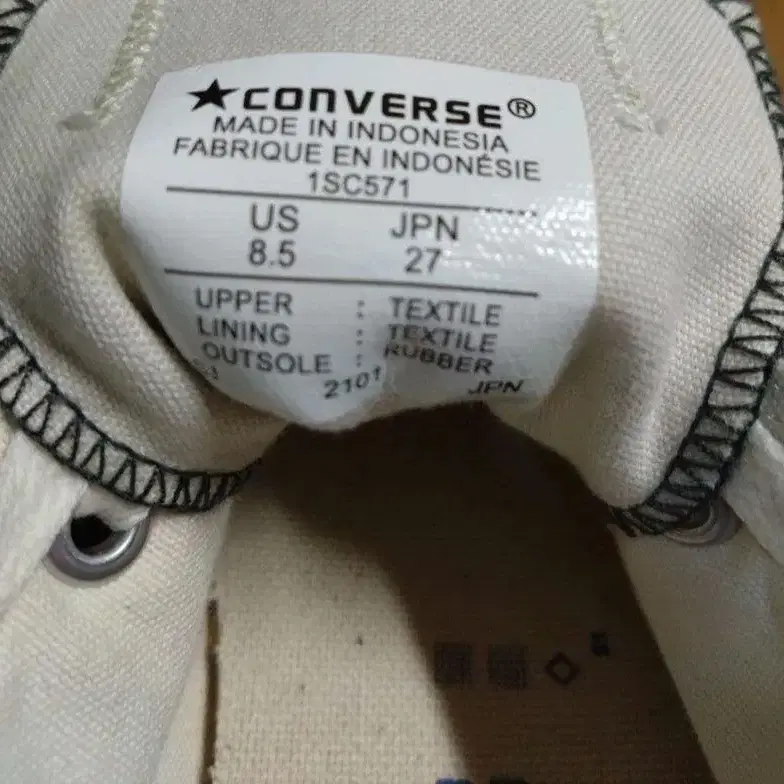 ★CONVERSE®
MADE IN INDONESIA
FABRIQUE EN INDONÉSIE
1SC571
US JPN
8.5 27
UPPER : TEXTILE
LINING : TEXTILE
OUTSOLE : RUBBER
2101 JPN